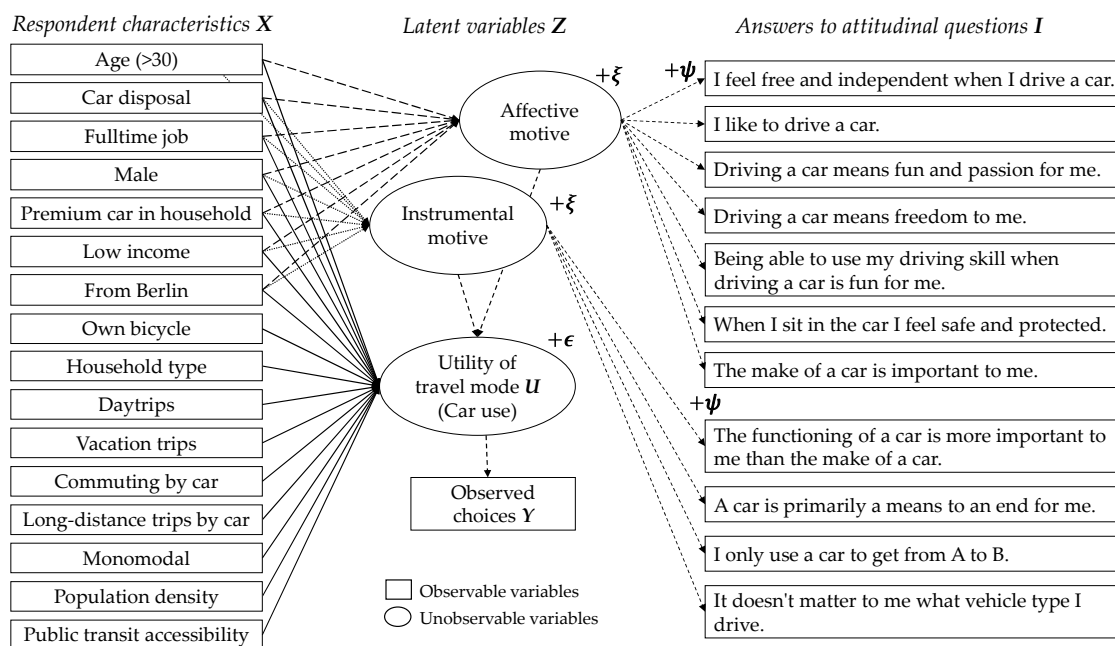 Respondent characteristics X
Latent variables Z
Answers to attitudinal questions I
Age (>30)
Car disposal
Fulltime job
Male
Premium car in household
Low income
From Berlin
Own bicycle
Household type
Daytrips
Vacation trips
Commuting by car
Long-distance trips by car
Monomodal
Population density
Public transit accessibility
+ξ
Affective
motive
+ξ
Instrumental
motive
+ϵ
Utility of
travel mode U
(Car use)
Observed
choices Y
Observable variables
Unobservable variables
+ψ
I feel free and independent when I drive a car.
I like to drive a car.
Driving a car means fun and passion for me.
Driving a car means freedom to me.
Being able to use my driving skill when
driving a car is fun for me.
When I sit in the car I feel safe and protected.
The make of a car is important to me.
+ψ
The functioning of a car is more important to
me than the make of a car.
A car is primarily a means to an end for me.
I only use a car to get from A to B.
It doesn't matter to me what vehicle type I
drive.